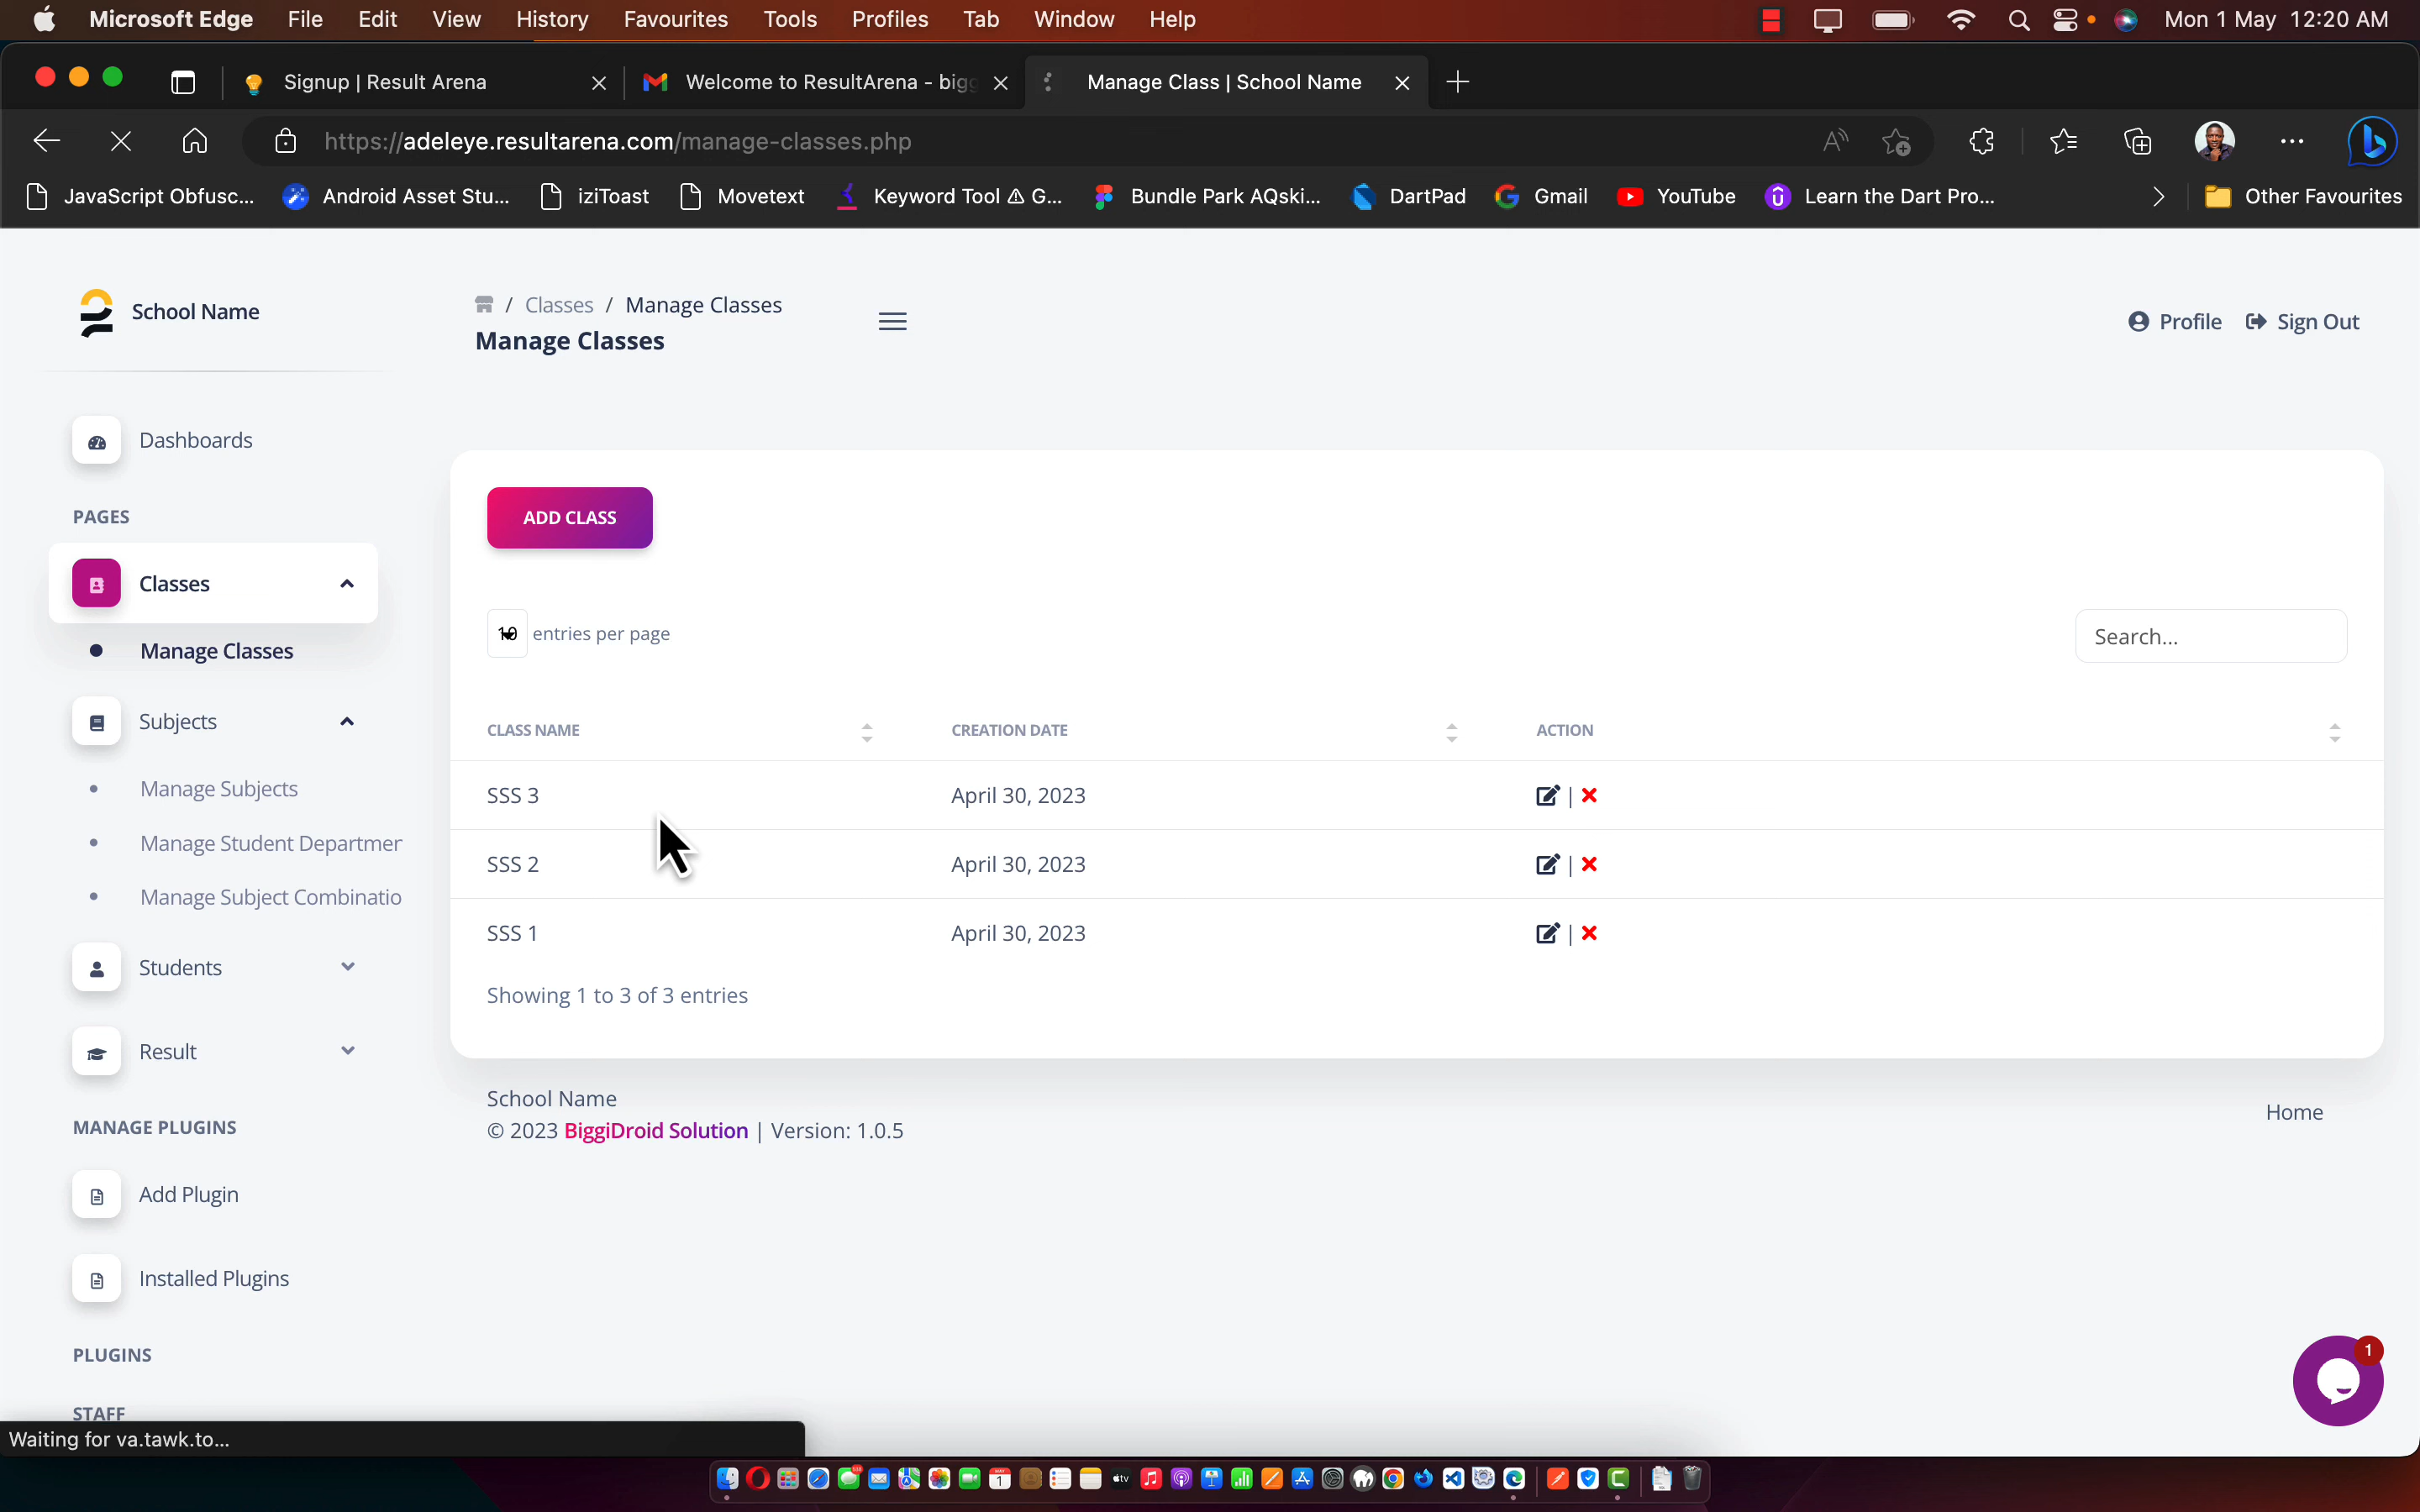 Microsoft Edge File Edit View History Favourites Tools Profiles Tab Window Help Mon 1 May 12:20 AM
Signup | Result Arena Welcome to ResultArena - bigg Manage Class | School Name
https://adeleye.resultarena.com/manage-classes.php
JavaScript Obfusc... Android Asset Stu... iziToast Movetext Keyword Tool ⚠ G... Bundle Park AQski... DartPad Gmail YouTube Learn the Dart Pro... Other Favourites
School Name
/ Classes / Manage Classes
Manage Classes
Profile Sign Out
Dashboards
PAGES
Classes
Manage Classes
Subjects
Manage Subjects
Manage Student Departmer
Manage Subject Combinatio
Students
Result
MANAGE PLUGINS
Add Plugin
Installed Plugins
PLUGINS
STAFF
ADD CLASS
10 entries per page
Search...
CLASS NAME CREATION DATE ACTION
SSS 3 April 30, 2023 |
SSS 2 April 30, 2023 |
SSS 1 April 30, 2023 |
Showing 1 to 3 of 3 entries
School Name
© 2023 BiggiDroid Solution | Version: 1.0.5
Home
1
Waiting for va.tawk.to...